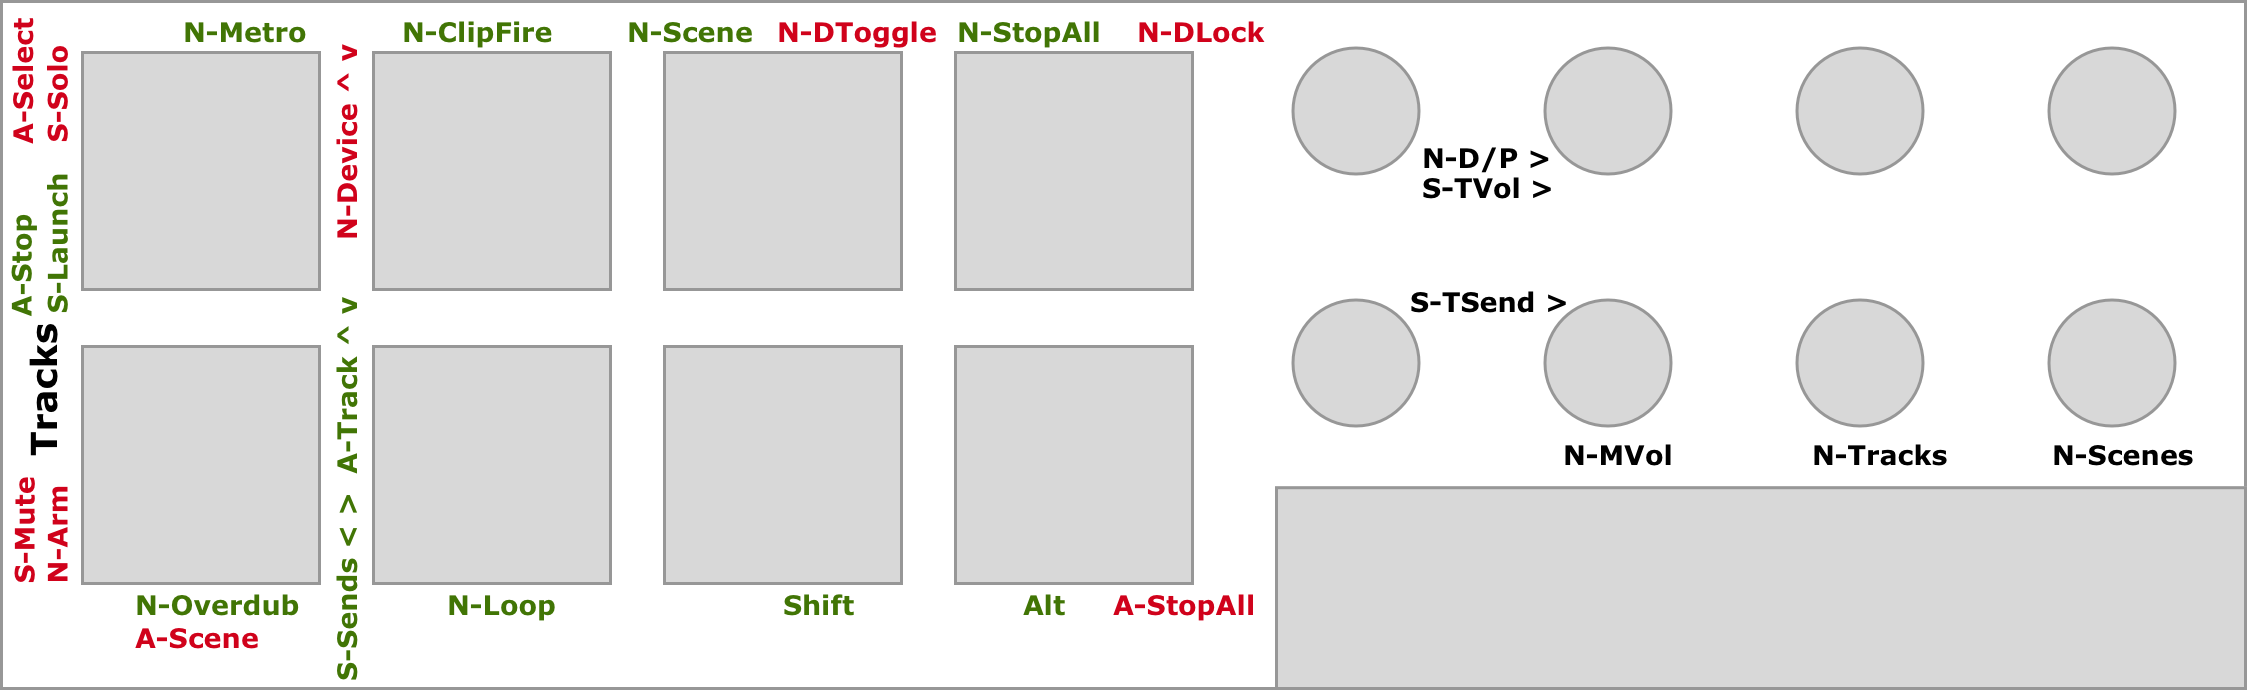 N-Metro
N-ClipFire
N-Scene
N-DToggle
N-StopAll
N-DLock
A-Select
S-Solo
N-Device ^ v
A-Stop
S-Launch
Tracks
A-Track ^ v
S-Mute
N-Arm
S-Sends < >
N-Overdub
A-Scene
N-Loop
Shift
Alt
A-StopAll
N-D/P >
S-TVol >
S-TSend >
N-MVol
N-Tracks
N-Scenes